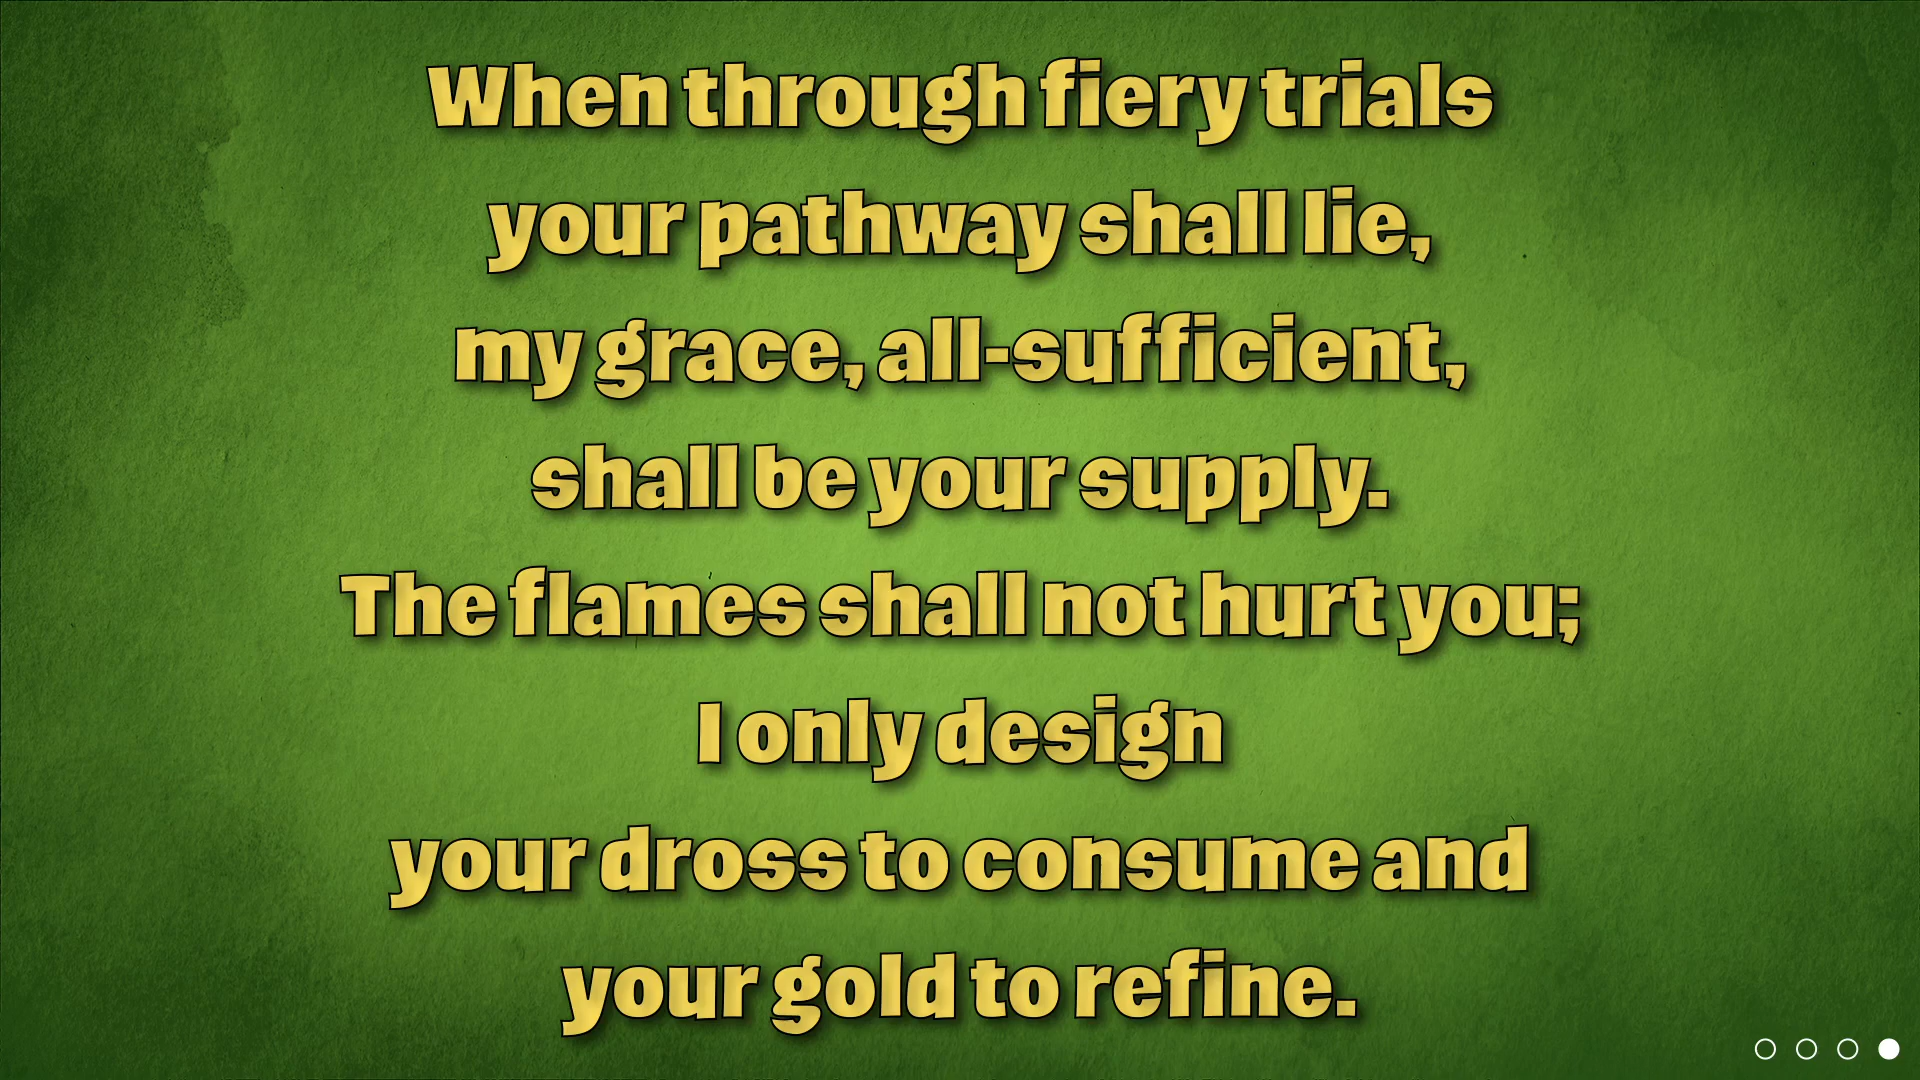 When through fiery trials
your pathway shall lie,
my grace, all-sufficient,
shall be your supply.
The flames shall not hurt you;
I only design
your dross to consume and
your gold to refine.